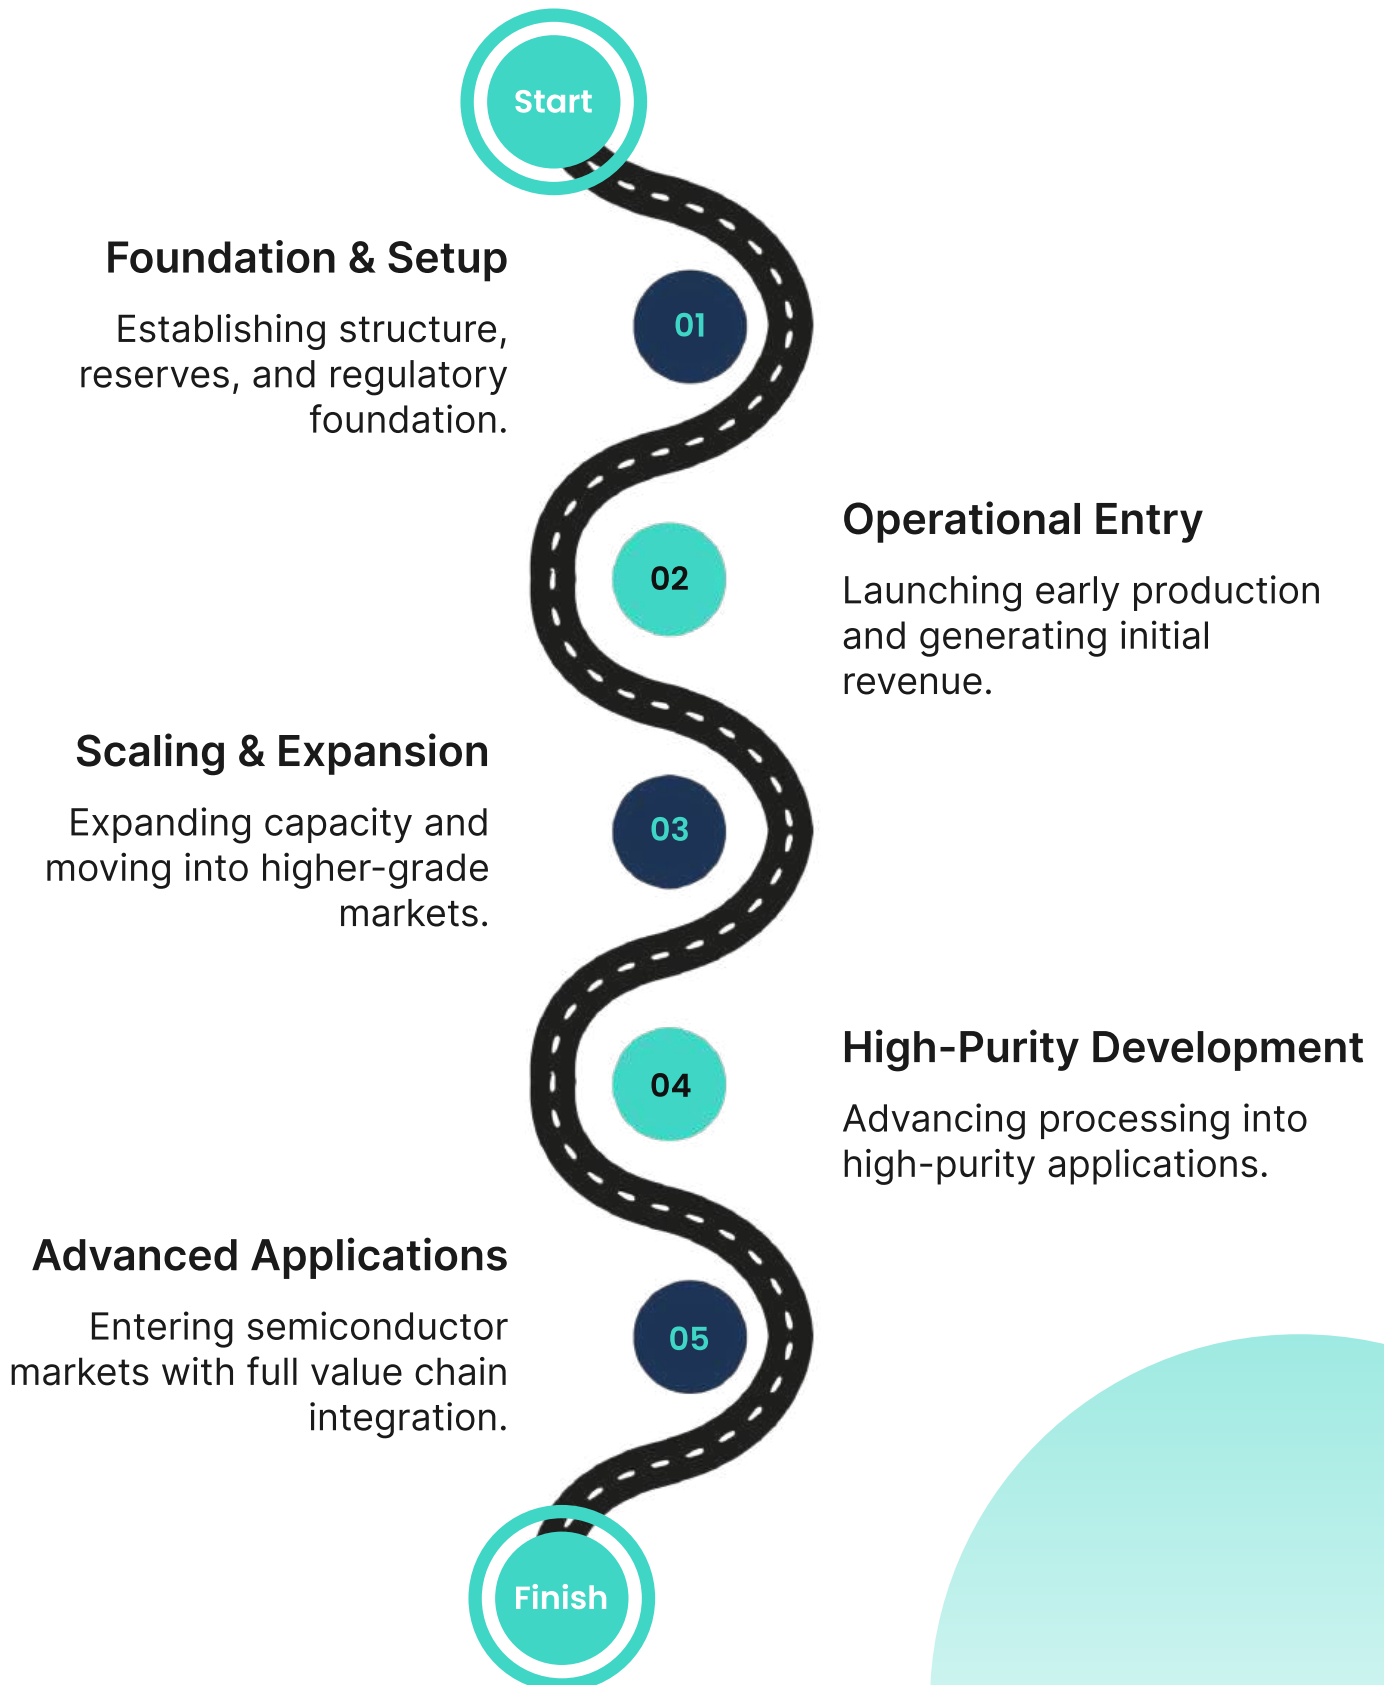 Start
Foundation & Setup
Establishing structure,
reserves, and regulatory
foundation.
01
Operational Entry
Launching early production
and generating initial
revenue.
02
Scaling & Expansion
Expanding capacity and
moving into higher-grade
markets.
03
High-Purity Development
Advancing processing into
high-purity applications.
04
Advanced Applications
Entering semiconductor
markets with full value chain
integration.
05
Finish